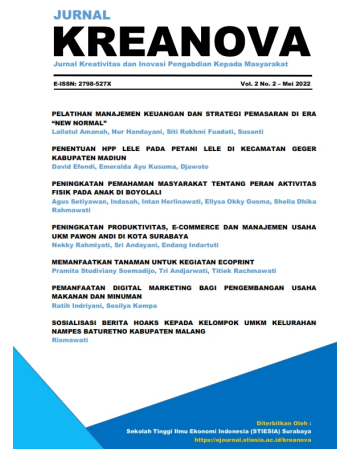 JURNAL
KREANOVA
Jurnal Kreativitas dan Inovasi Pengabdian Kepada Masyarakat
E-ISSN: 2798-527X Vol. 2 No. 2 – Mei 2022
PELATIHAN MANAJEMEN KEUANGAN DAN STRATEGI PEMASARAN DI ERA
“NEW NORMAL”
Lailatul Amanah, Nur Handayani, Siti Rokhmi Fuadati, Susanti
PENENTUAN HPP LELE PADA PETANI LELE DI KECAMATAN GEGER
KABUPATEN MADIUN
David Efendi, Emeralda Ayu Kusuma, Djawoto
PENINGKATAN PEMAHAMAN MASYARAKAT TENTANG PERAN AKTIVITAS
FISIK PADA ANAK DI BOYOLALI
Agus Setiyawan, Indasah, Intan Herlinawati, Ellysa Okky Gusma, Shella Dhika
Rahmawati
PENINGKATAN PRODUKTIVITAS, E-COMMERCE DAN MANAJEMEN USAHA
UKM PAWON ANDI DI KOTA SURABAYA
Nekky Rahmiyati, Sri Andayani, Endang Indartuti
MEMANFAATKAN TANAMAN UNTUK KEGIATAN ECOPRINT
Pramita Studiviany Soemadijo, Tri Andjarwati, Titiek Rachmawati
PEMANFAATAN DIGITAL MARKETING BAGI PENGEMBANGAN USAHA
MAKANAN DAN MINUMAN
Ratih Indriyani, Sesilya Kempa
SOSIALISASI BERITA HOAKS KEPADA KELOMPOK UMKM KELURAHAN
NAMPES BATURETNO KABUPATEN MALANG
Rismawati
Diterbitkan Oleh :
Sekolah Tinggi Ilmu Ekonomi Indonesia (STIESIA) Surabaya
https://ejournal.stiesia.ac.id/kreanova